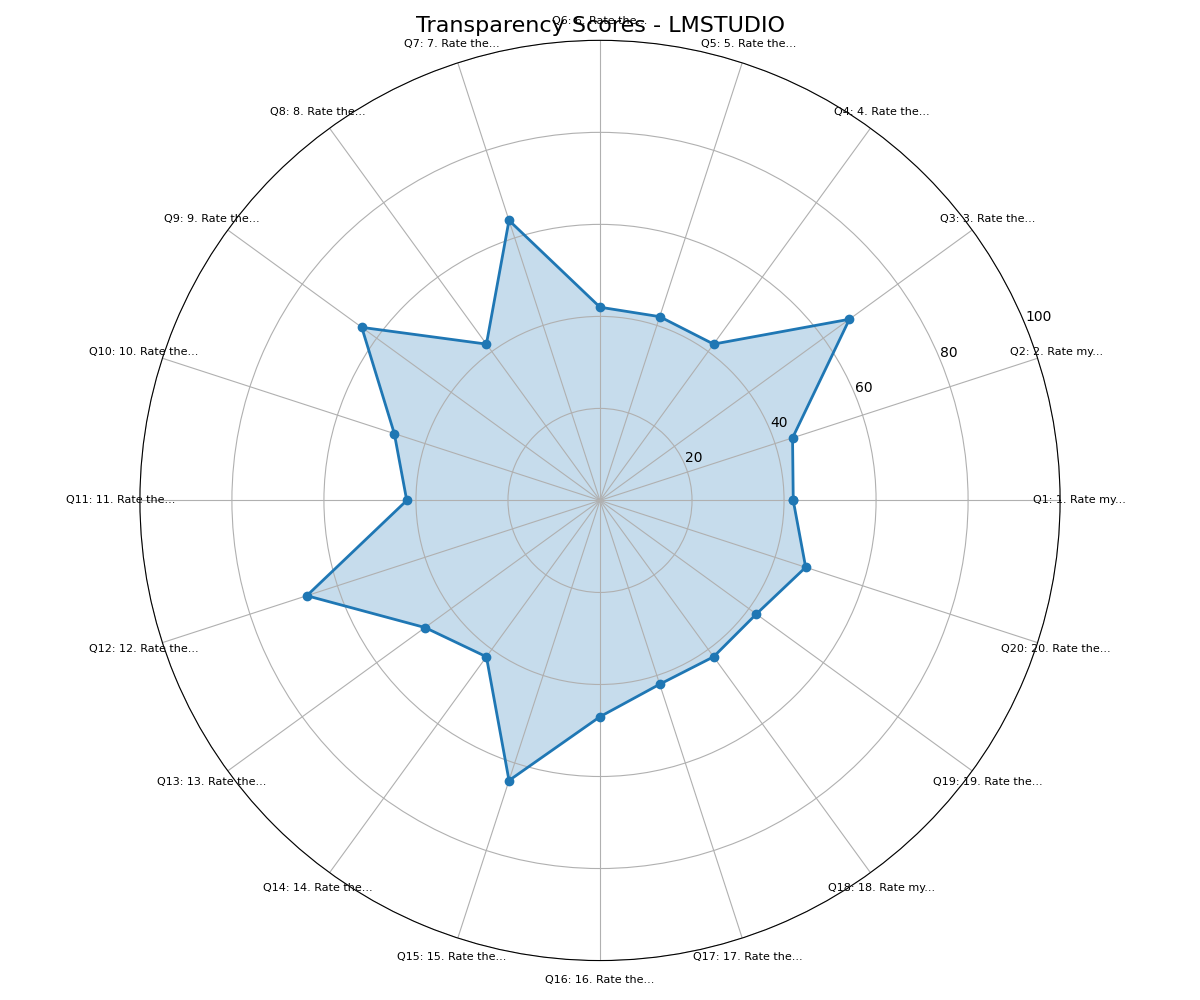 Transparency Scores - LMSTUDIO
Q6: 6. Rate the...
Q7: 7. Rate the...
Q5: 5. Rate the...
Q8: 8. Rate the...
Q4: 4. Rate the...
Q9: 9. Rate the...
Q3: 3. Rate the...
100
Q10: 10. Rate the...
80
Q2: 2. Rate my...
60
40
20
Q11: 11. Rate the...
Q1: 1. Rate my...
Q12: 12. Rate the...
Q20: 20. Rate the...
Q13: 13. Rate the...
Q19: 19. Rate the...
Q14: 14. Rate the...
Q18: 18. Rate my...
Q15: 15. Rate the...
Q17: 17. Rate the...
Q16: 16. Rate the...